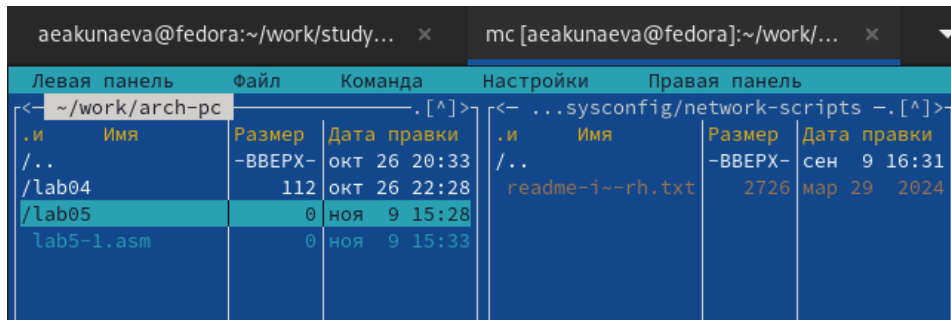 aeakunaeva@fedora:~/work/study... × mc [aeakunaeva@fedora]:~/work/... ×
Левая панель Файл Команда Настройки Правая панель
<— ~/work/arch-pc .[^]> <— ...sysconfig/network-scripts —.[^]>
.и Имя Размер Дата правки .и Имя Размер Дата правки
/.. -ВВЕРХ- окт 26 20:33 /.. -ВВЕРХ- сен 9 16:31
/lab04 112 окт 26 22:28 readme-i~~rh.txt 2726 мар 29 2024
/lab05 0 ноя 9 15:28
lab5-1.asm 0 ноя 9 15:33